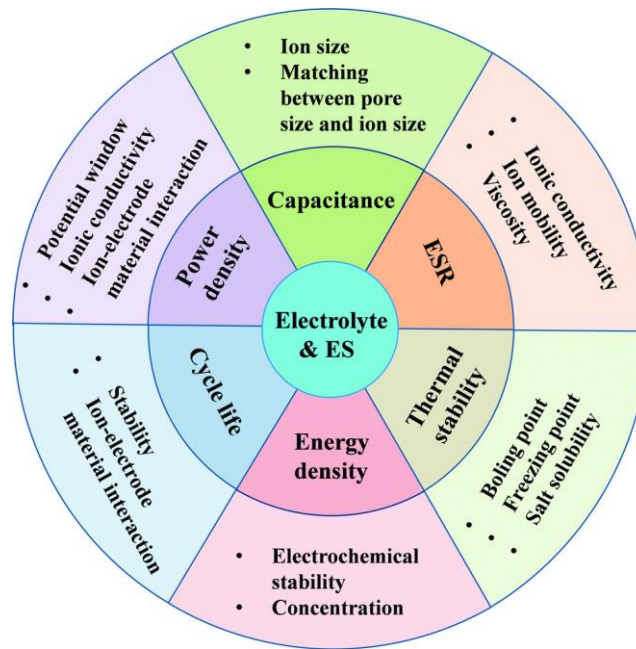 • Ion size
• Matching
between pore
size and ion size
Capacitance
• Ionic conductivity
• Ion mobility
• Viscosity
ESR
• Boling point
• Freezing point
• Salt solubility
Thermal
stability
• Electrochemical
stability
• Concentration
Energy
density
• Stability
• Ion-electrode
material interaction
Cycle life
• Potential window
• Ionic conductivity
• Ion-electrode
material interaction
Power
density
Electrolyte
& ES